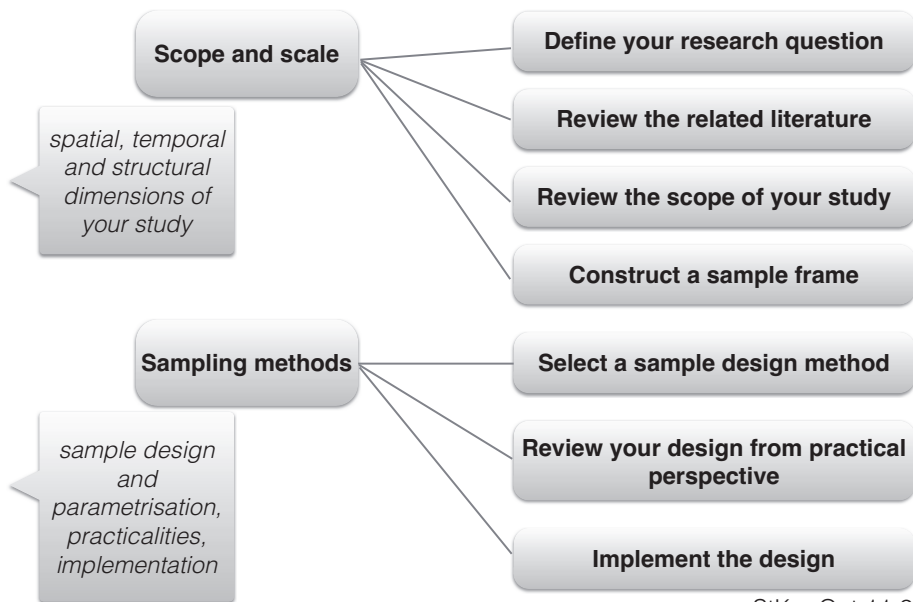 Scope and scale
spatial, temporal
and structural
dimensions of
your study
Define your research question
Review the related literature
Review the scope of your study
Construct a sample frame
Sampling methods
sample design
and
parametrisation,
practicalities,
implementation
Select a sample design method
Review your design from practical
perspective
Implement the design